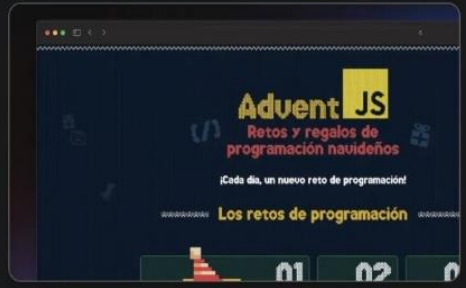 Advent JS
Retos y regalos de
programación navideños
¡Cada día, un nuevo reto de programación!
Los retos de programación
01 02